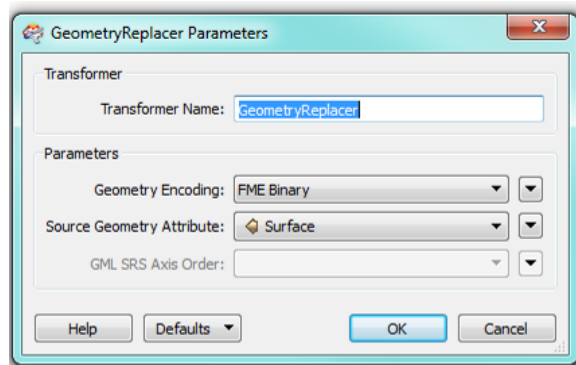 GeometryReplacer Parameters
Transformer
Transformer Name: GeometryReplacer
Parameters
Geometry Encoding: FME Binary
Source Geometry Attribute: Surface
GML SRS Axis Order:
Help Defaults OK Cancel